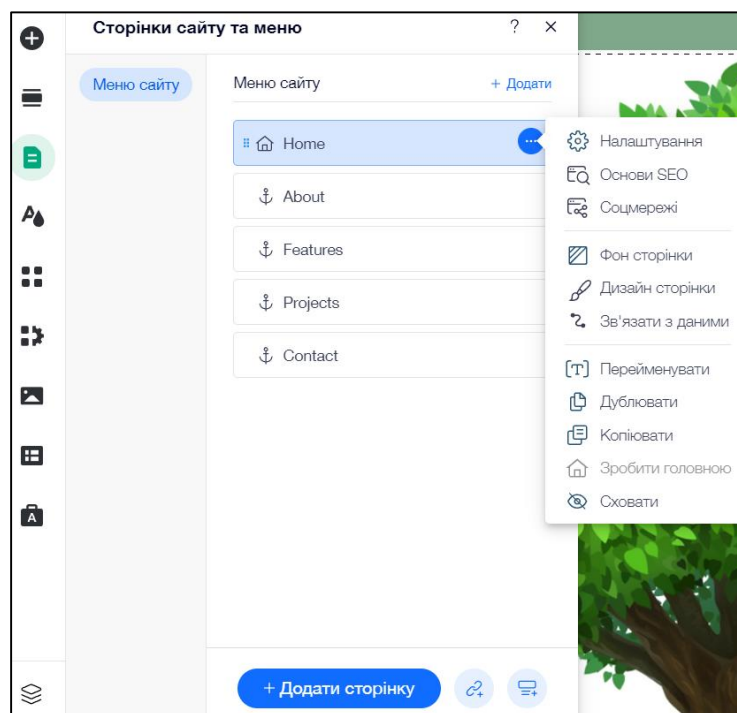 Сторінки сайту та меню
?
Меню сайту
Меню сайту
+ Додати
Home
About
Features
Projects
Contact
Налаштування
Основи SEO
Соцмережі
Фон сторінки
Дизайн сторінки
Зв'язати з даними
[T] Перейменувати
Дублювати
Копіювати
Зробити головною
Сховати
A
A
+ Додати сторінку